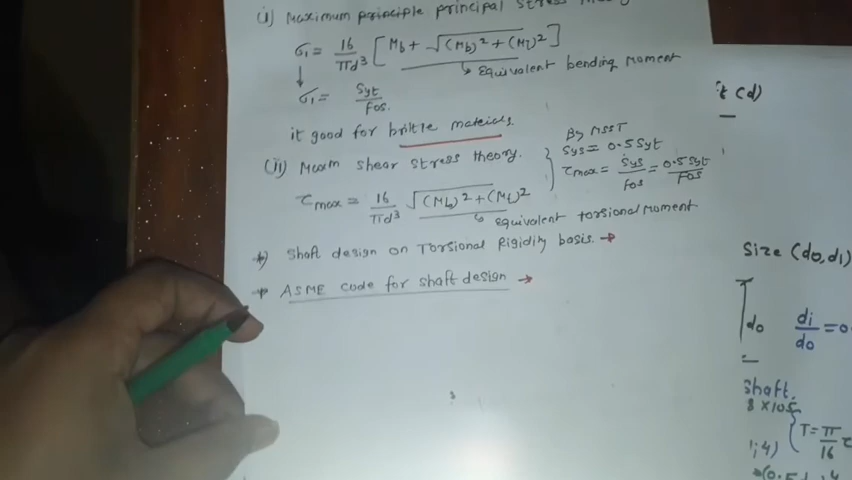 (i) Maximum principle principal stress
σ1 = 16/πd³ [Mb + √(Mb)² + (Mt)²]
↳ Equivalent bending moment
↓
σ1 = Syt/Fos.
it good for brittle materials.
(ii) Maxm shear stress theory.
τmax = 16/πd³ √(Mb)² + (Mt)²
↳ equivalent torsional moment
By MSST
Sys = 0.5 Syt
τmax = Sys/Fos = 0.5 Syt/Fos
*) Shaft design on Torsional Rigidity basis. →
* ASME code for shaft design →
t (d)
Size (do, di)
do di/do = 0.
Shaft.
8 × 105
T = π/16 τ